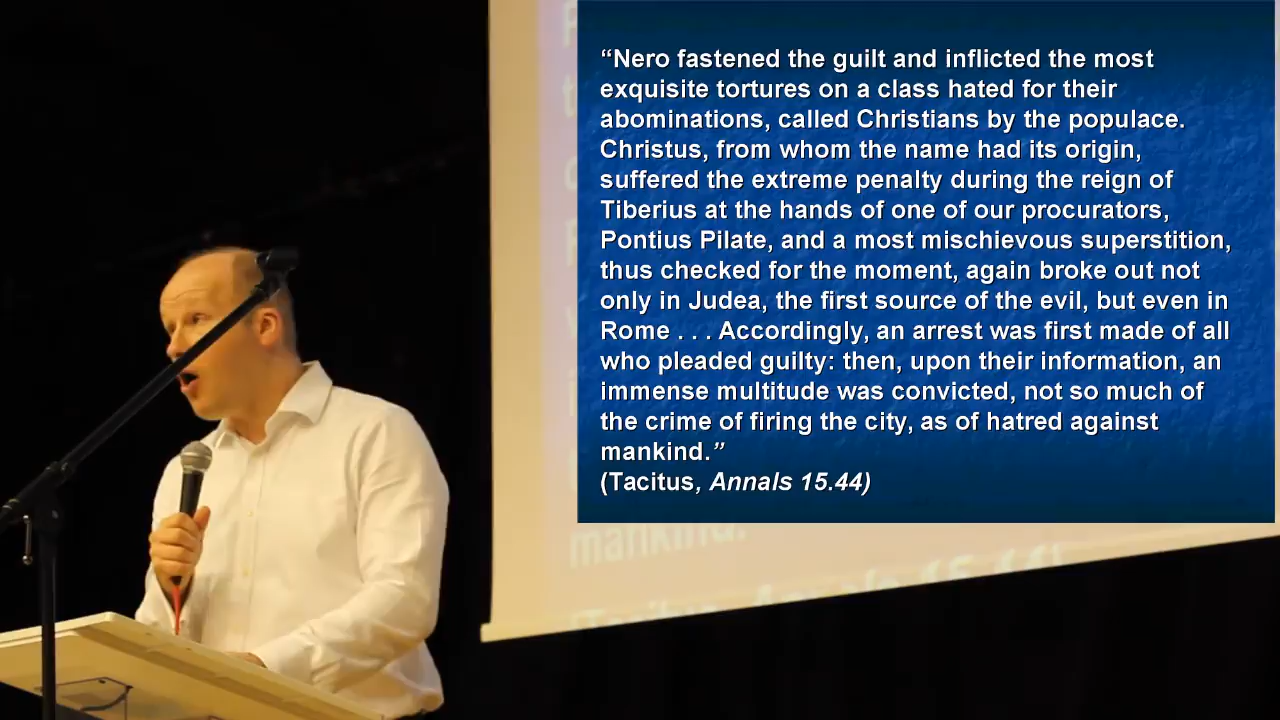 “Nero fastened the guilt and inflicted the most
exquisite tortures on a class hated for their
abominations, called Christians by the populace.
Christus, from whom the name had its origin,
suffered the extreme penalty during the reign of
Tiberius at the hands of one of our procurators,
Pontius Pilate, and a most mischievous superstition,
thus checked for the moment, again broke out not
only in Judea, the first source of the evil, but even in
Rome . . . Accordingly, an arrest was first made of all
who pleaded guilty: then, upon their information, an
immense multitude was convicted, not so much of
the crime of firing the city, as of hatred against
mankind.”
(Tacitus, Annals 15.44)
mankind.
(Tacitus, Annals 15.44)